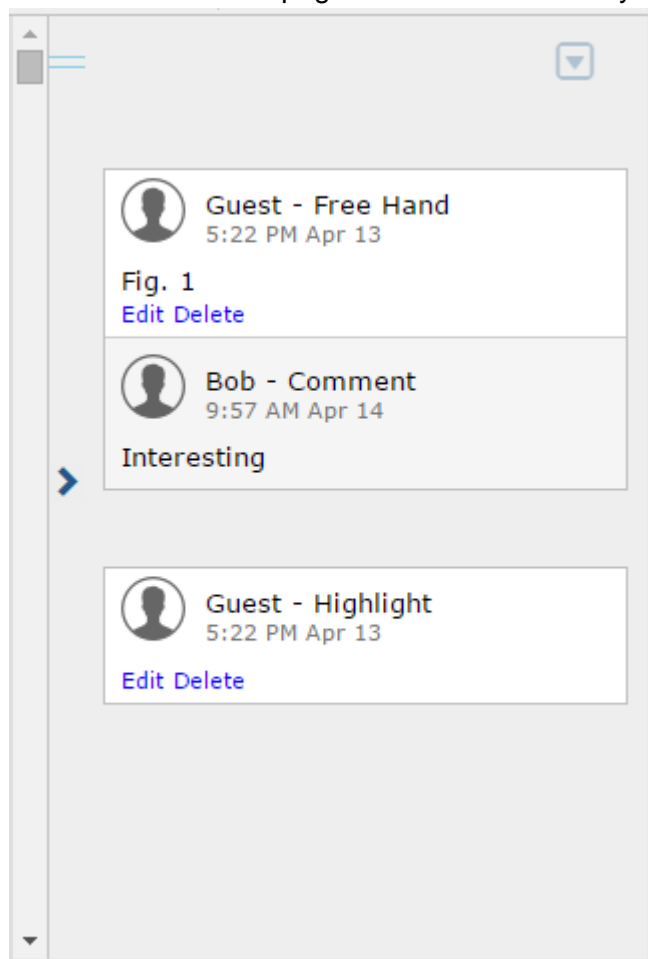 Guest - Free Hand
5:22 PM Apr 13
Fig. 1
Edit Delete
Bob - Comment
9:57 AM Apr 14
Interesting
Guest - Highlight
5:22 PM Apr 13
Edit Delete